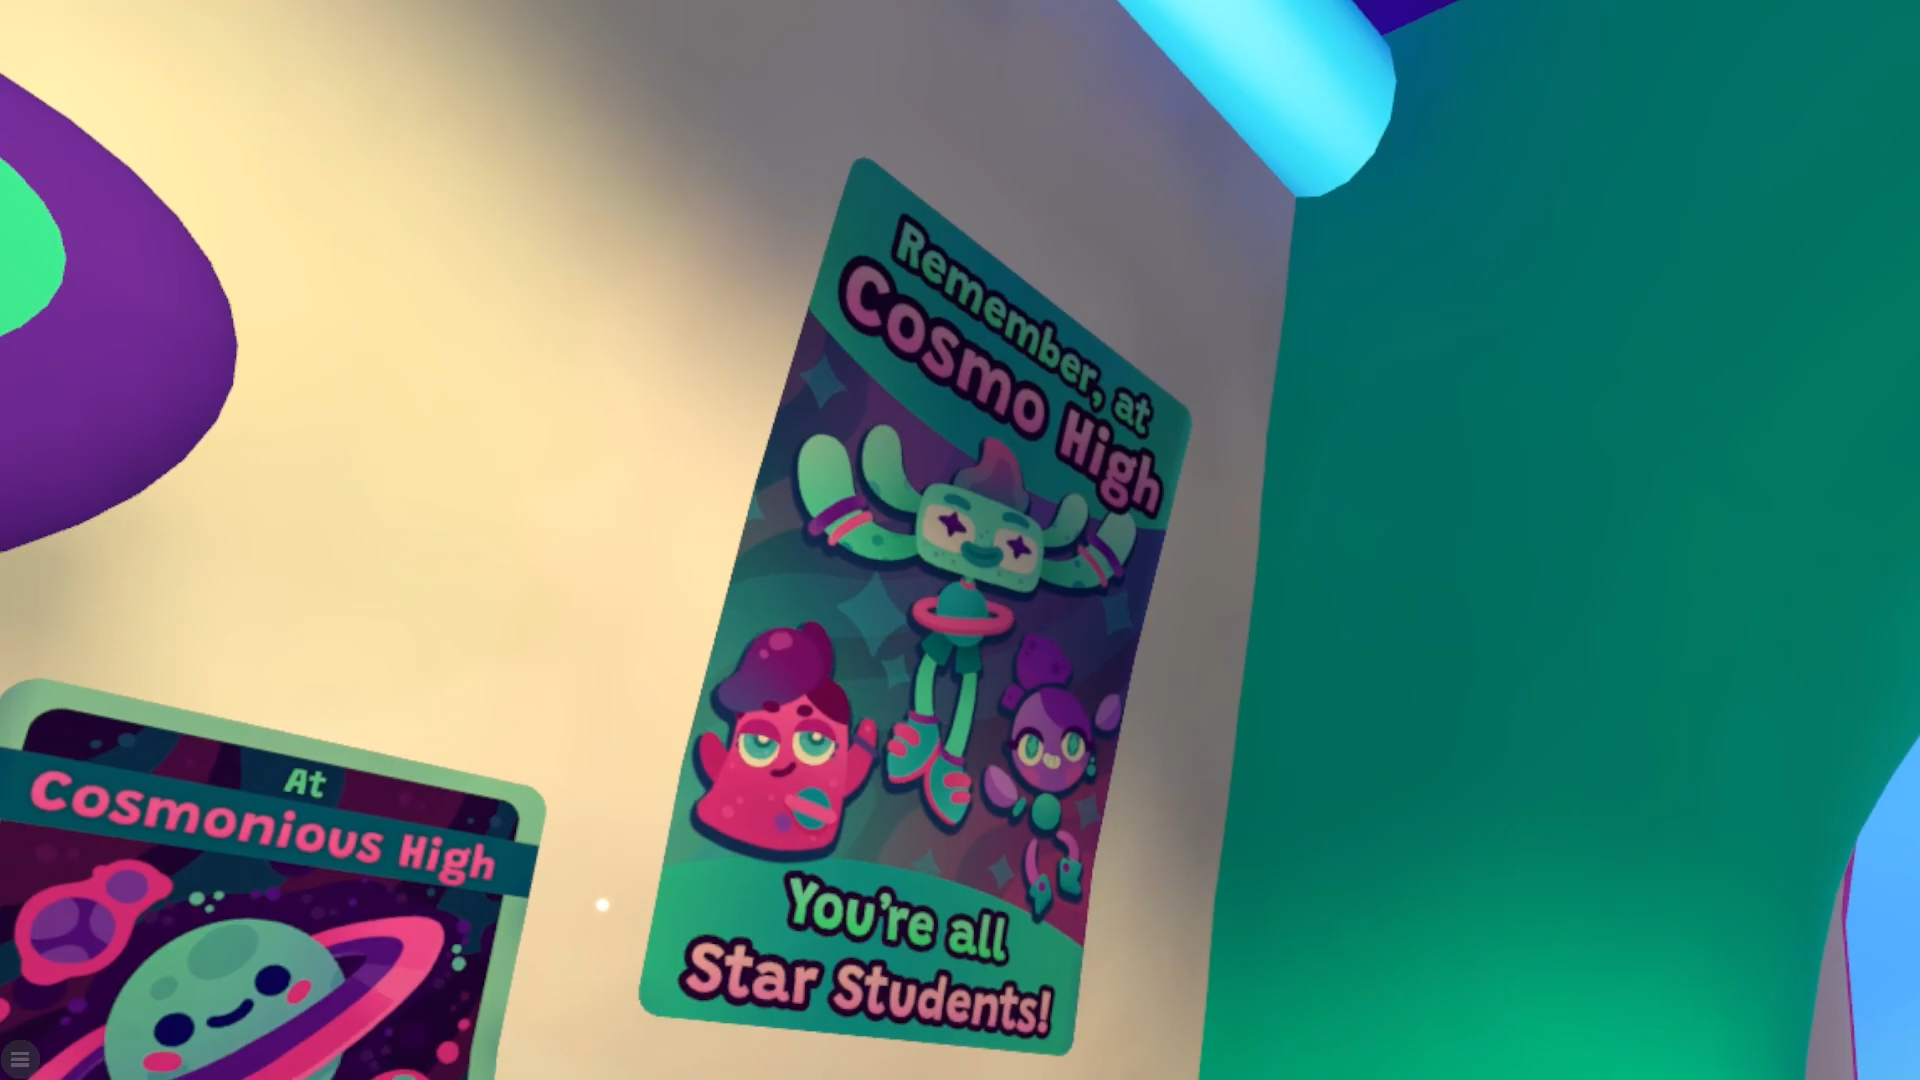 Remember, at
Cosmo High
You're all
Star Students!
At
Cosmonious High